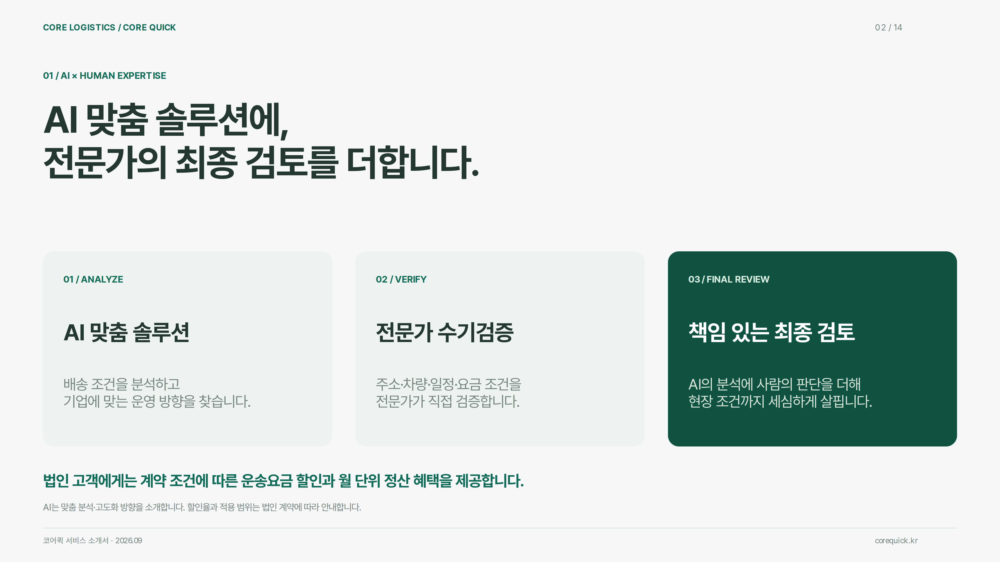 CORE LOGISTICS / CORE QUICK
02 / 14
01 / AI × HUMAN EXPERTISE
AI 맞춤 솔루션에,
전문가의 최종 검토를 더합니다.
01 / ANALYZE
AI 맞춤 솔루션
배송 조건을 분석하고
기업에 맞는 운영 방향을 찾습니다.
02 / VERIFY
전문가 수기검증
주소·차량·일정·요금 조건을
전문가가 직접 검증합니다.
03 / FINAL REVIEW
책임 있는 최종 검토
AI의 분석에 사람의 판단을 더해
현장 조건까지 세심하게 살핍니다.
법인 고객에게는 계약 조건에 따른 운송요금 할인과 월 단위 정산 혜택을 제공합니다.
AI는 맞춤 분석·고도화 방향을 소개합니다. 할인율과 적용 범위는 법인 계약에 따라 안내합니다.
코어퀵 서비스 소개서 · 2026.09
corequick.kr